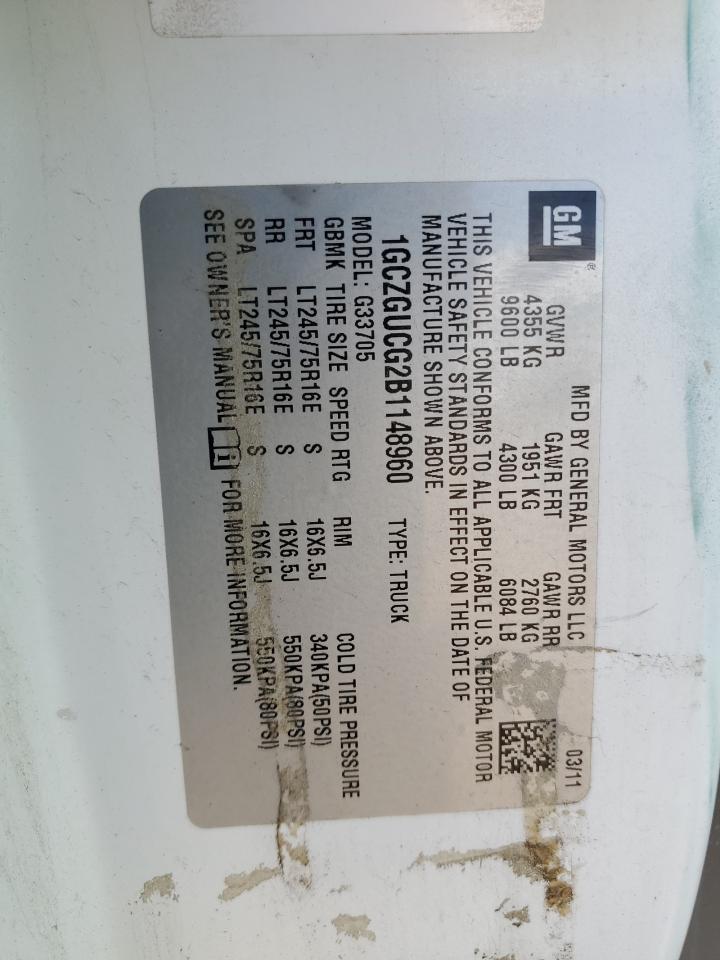 GM®
MFD BY GENERAL MOTORS LLC 03/11
GVWR GAWR FRT GAWR RR
4355 KG 1951 KG 2760 KG
9600 LB 4300 LB 6084 LB
THIS VEHICLE CONFORMS TO ALL APPLICABLE U.S. FEDERAL MOTOR
VEHICLE SAFETY STANDARDS IN EFFECT ON THE DATE OF
MANUFACTURE SHOWN ABOVE.
1GCZGUCG2B1148960 TYPE: TRUCK
MODEL: G33705
GBMK TIRE SIZE SPEED RTG RIM COLD TIRE PRESSURE
FRT LT245/75R16E S 16X6.5J 340KPA(50PSI)
RR LT245/75R16E S 16X6.5J 550KPA(80PSI)
SPA LT245/75R16E S 16X6.5J 550KPA(80PSI)
SEE OWNER'S MANUAL i FOR MORE INFORMATION.